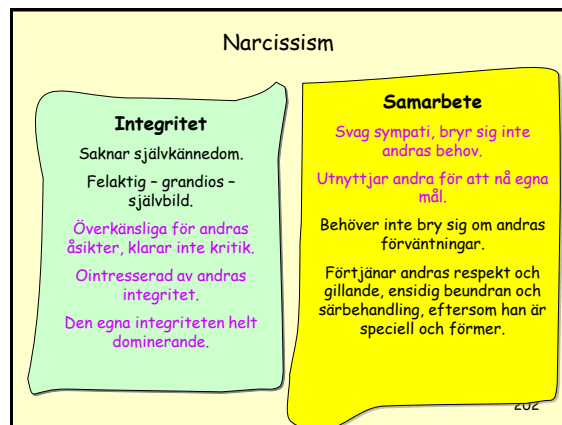 Narcissism
Integritet
Saknar självkännedom.
Felaktig – grandios –
självbild.
Överkänsliga för andras
åsikter, klarar inte kritik.
Ointresserad av andras
integritet.
Den egna integriteten helt
dominerande.
Samarbete
Svag sympati, bryr sig inte
andras behov.
Utnyttjar andra för att nå egna
mål.
Behöver inte bry sig om andras
förväntningar.
Förtjänar andras respekt och
gillande, ensidig beundran och
särbehandling, eftersom han är
speciell och förmer.
202